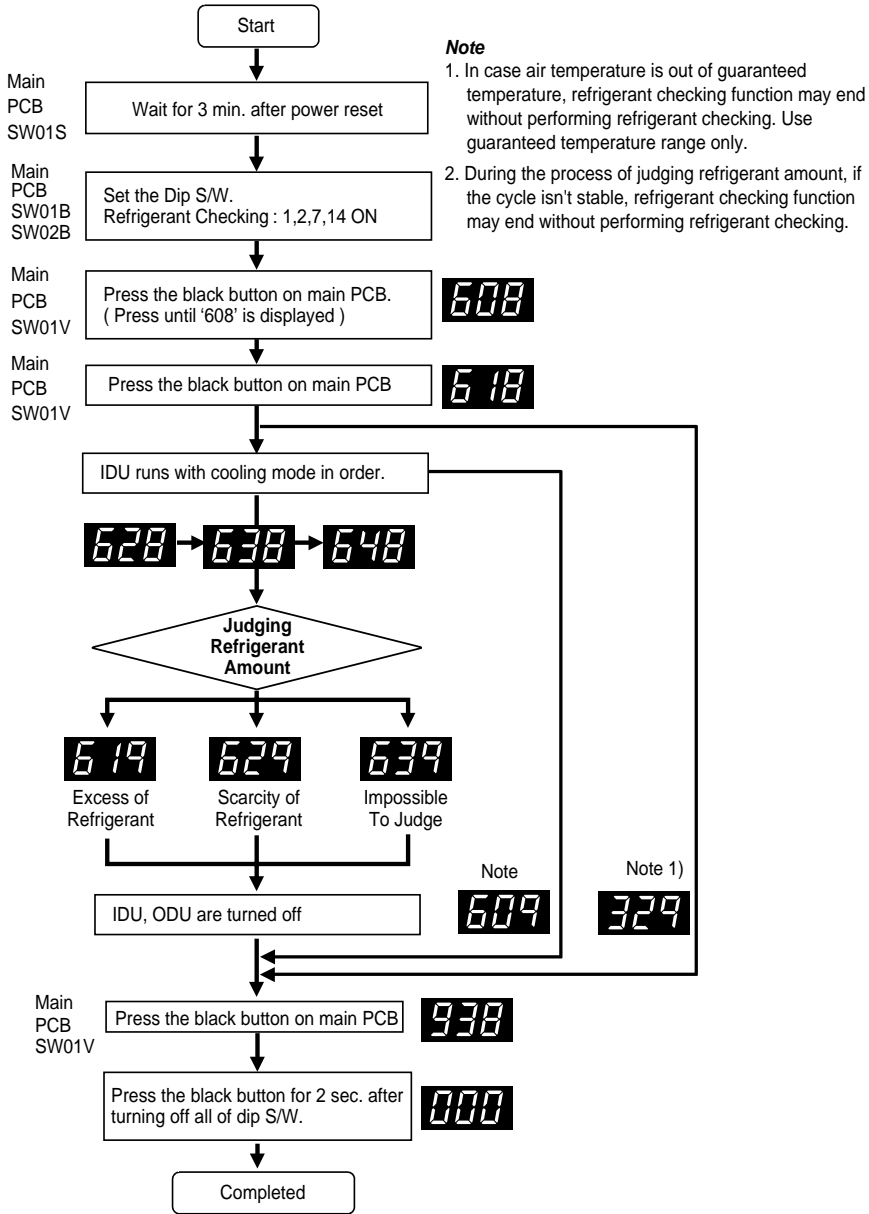 Start
Note
1. In case air temperature is out of guaranteed
temperature, refrigerant checking function may end
without performing refrigerant checking. Use
guaranteed temperature range only.
2. During the process of judging refrigerant amount, if
the cycle isn't stable, refrigerant checking function
may end without performing refrigerant checking.
Main
PCB
SW01S
Wait for 3 min. after power reset
Main
PCB
SW01B
SW02B
Set the Dip S/W.
Refrigerant Checking : 1,2,7,14 ON
Main
PCB
SW01V
Press the black button on main PCB.
( Press until ‘608’ is displayed )
608
Main
PCB
SW01V
Press the black button on main PCB
618
IDU runs with cooling mode in order.
628
638
648
Judging
Refrigerant
Amount
619
629
639
Excess of
Refrigerant
Scarcity of
Refrigerant
Impossible
To Judge
Note
609
Note 1)
329
IDU, ODU are turned off
Main
PCB
SW01V
Press the black button on main PCB
938
Press the black button for 2 sec. after
turning off all of dip S/W.
000
Completed